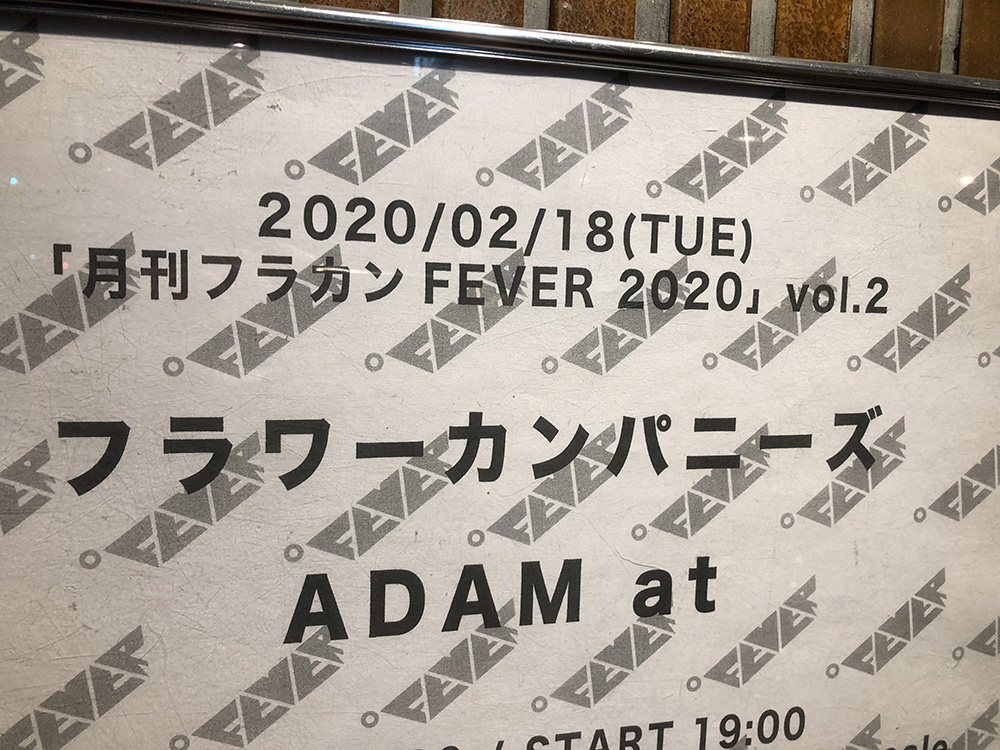 2020/02/18(TUE)
「月刊フラカン FEVER 2020」 vol.2
フラワーカンパニーズ
ADAM at
/ START 19:00